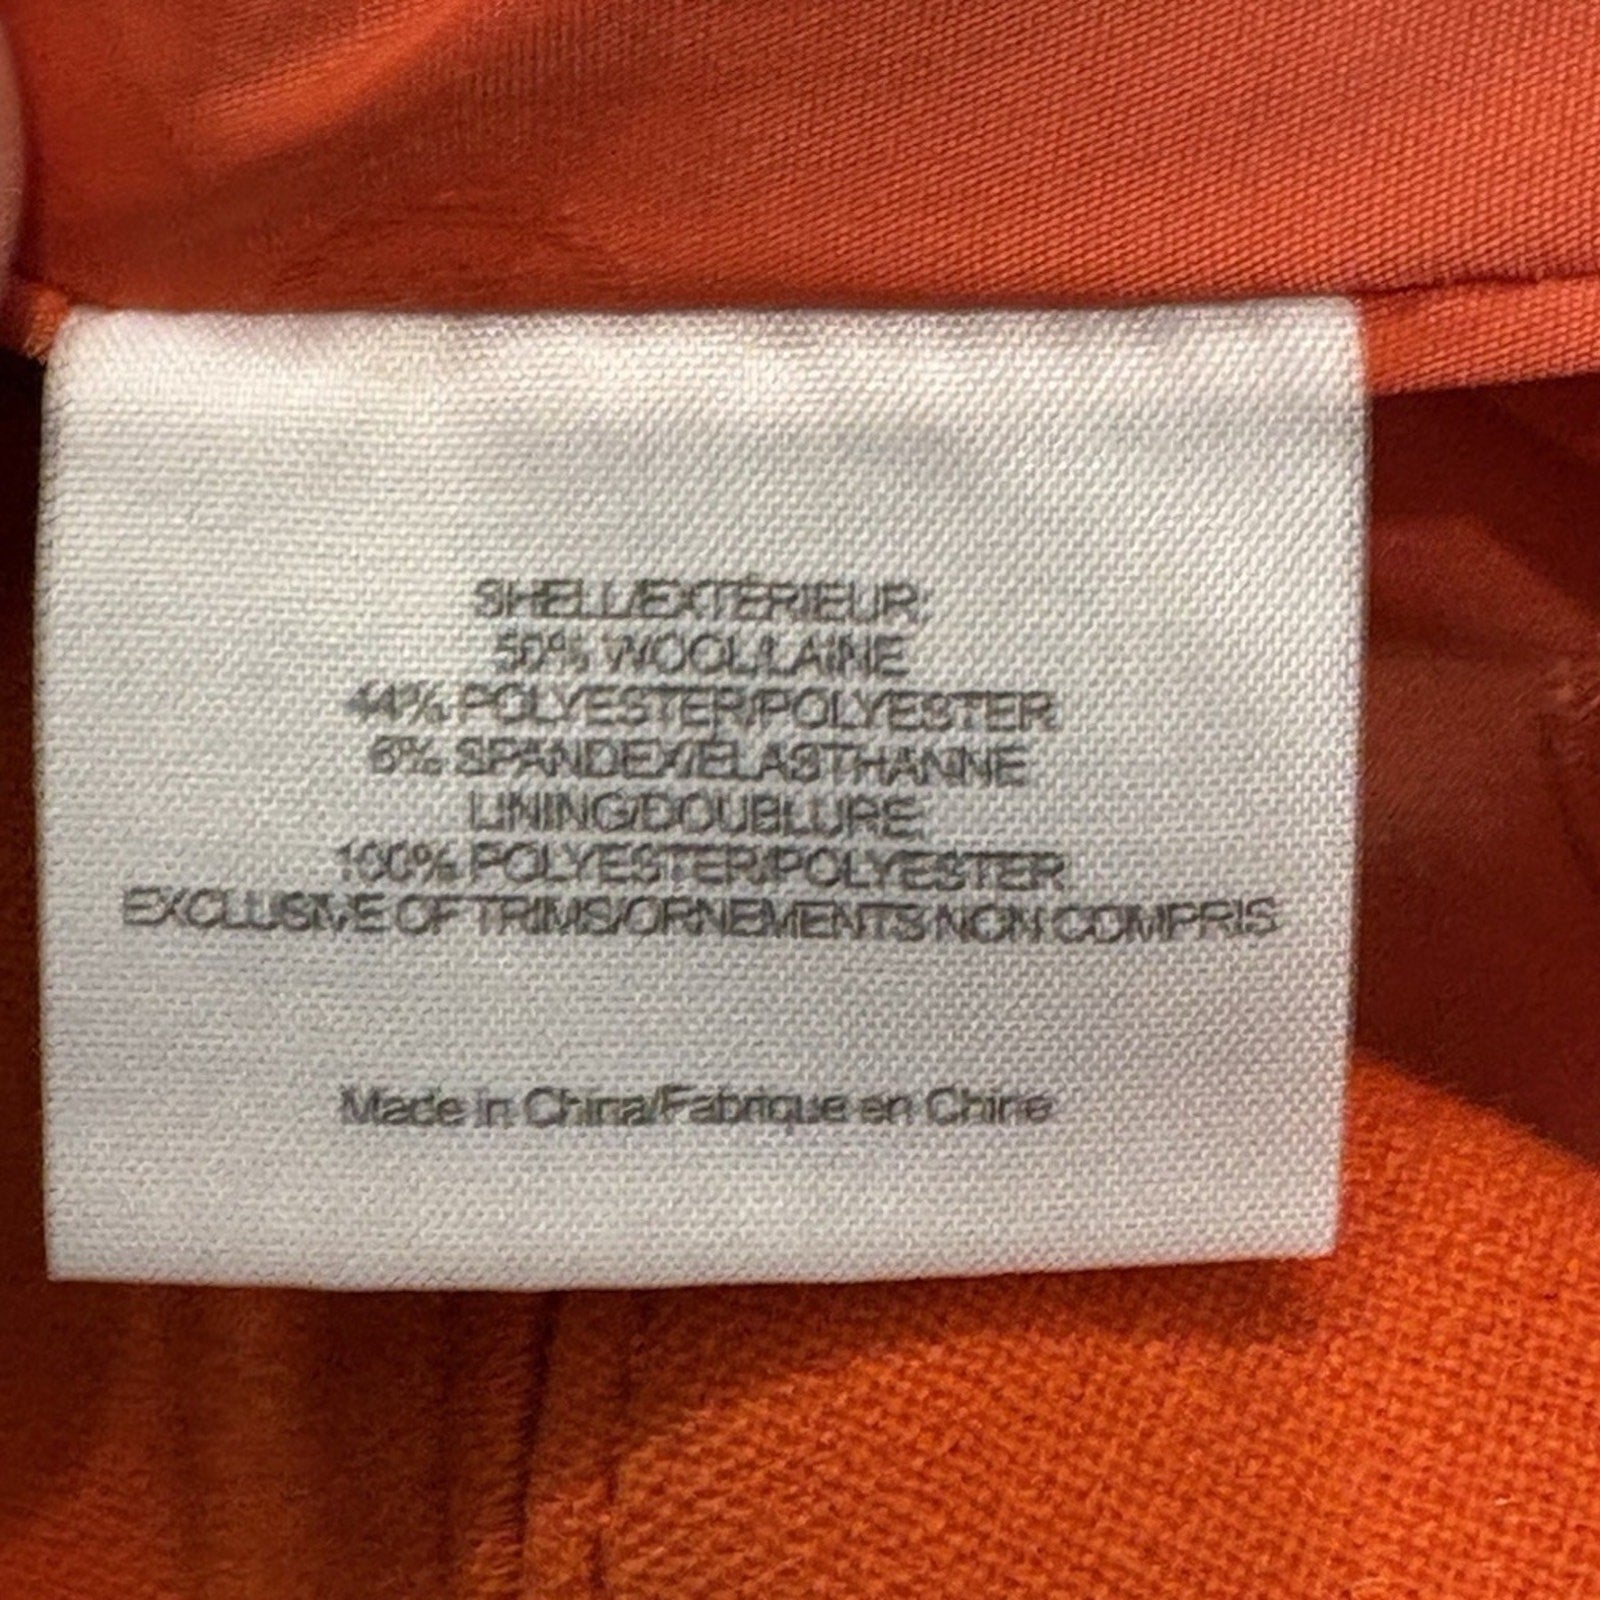 SHELL/EXTÉRIEUR:
50% WOOL/LAINE
44% POLYESTER/POLYESTER
6% SPANDEX/ÉLASTHANNE
LINING/DOUBLURE:
100% POLYESTER/POLYESTER
EXCLUSIVE OF TRIMS/ORNEMENTS NON COMPRIS
Made in China/Fabrique en Chine